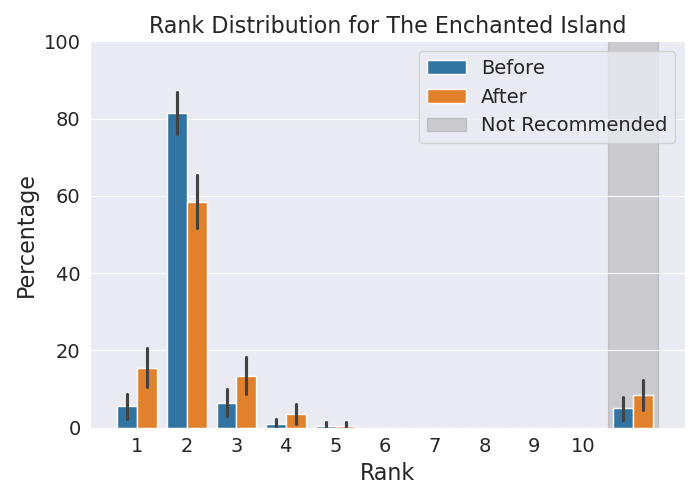 Rank Distribution for The Enchanted Island
100
80
60
40
20
0
Percentage
Before
After
Not Recommended
1 2 3 4 5 6 7 8 9 10
Rank